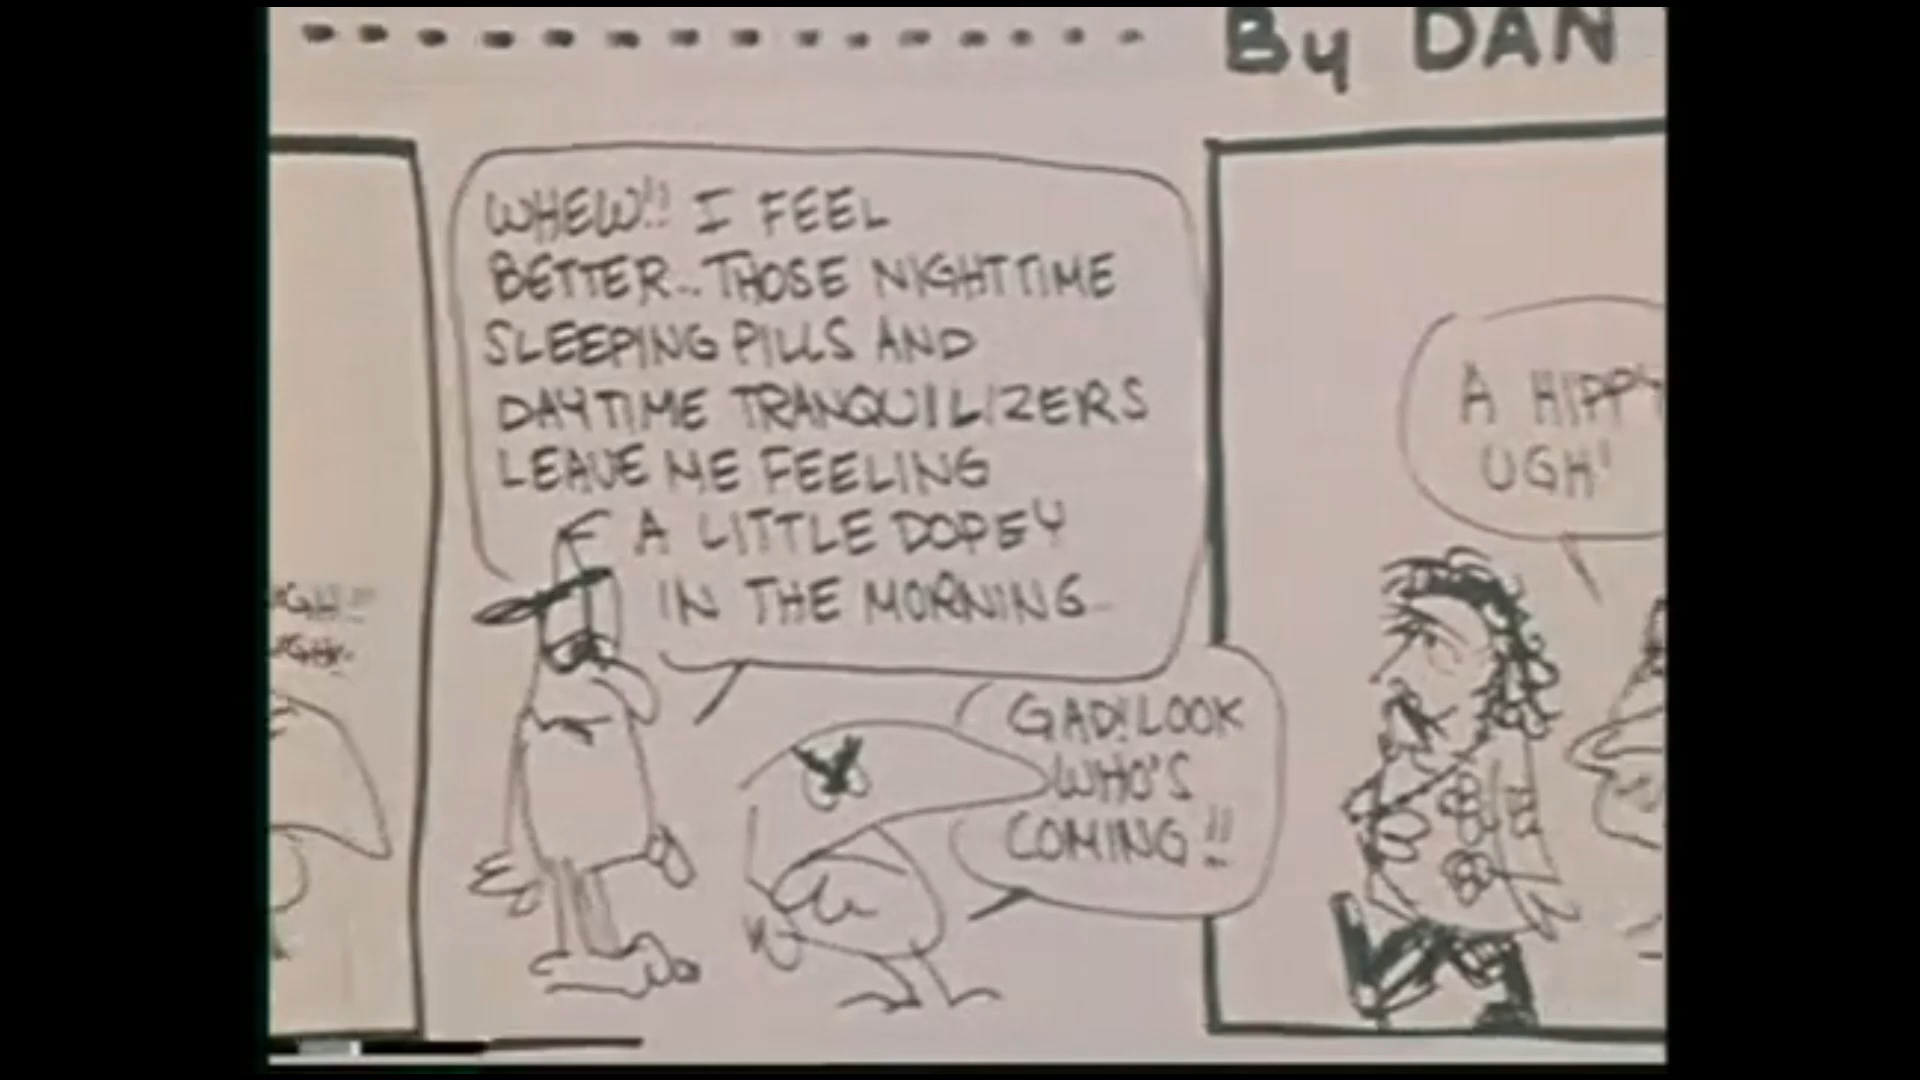 By DAN
WHEW!! I FEEL
BETTER... THOSE NIGHTTIME
SLEEPING PILLS AND
DAYTIME TRANQUILIZERS
LEAVE ME FEELING
A LITTLE DOPEY
IN THE MORNING...
GAD! LOOK
WHO'S
COMING!!
A HIPPY
UGH!